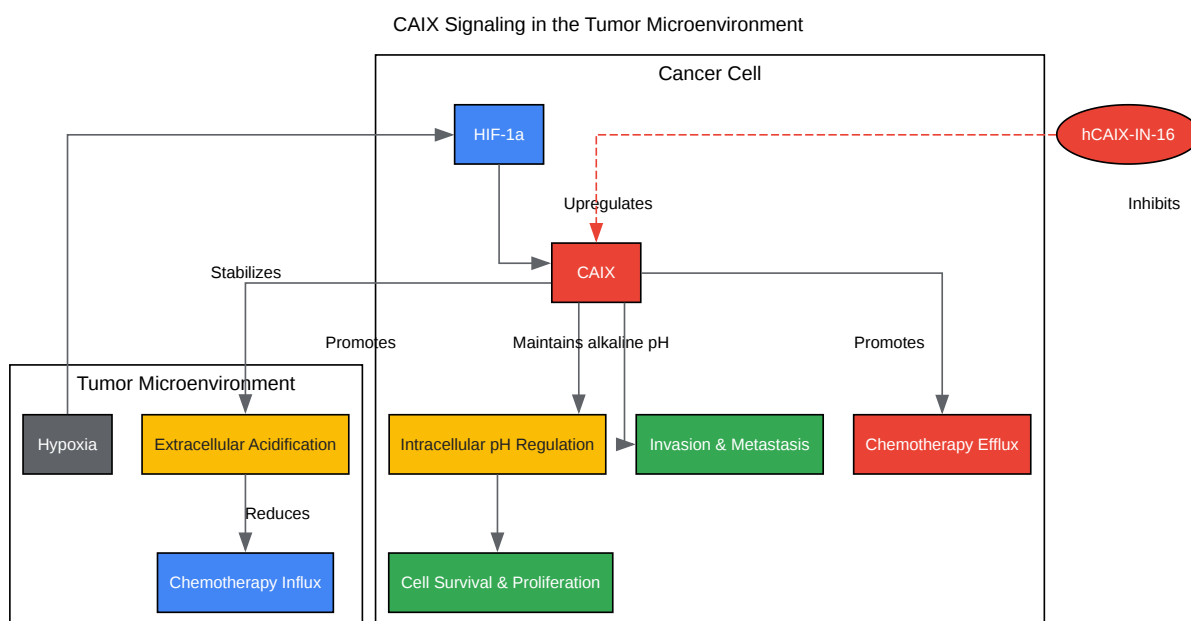 CAIX Signaling in the Tumor Microenvironment
Cancer Cell
HIF-1a
hCAIX-IN-16
Upregulates
Inhibits
CAIX
Stabilizes
Promotes
Maintains alkaline pH
Promotes
Tumor Microenvironment
Hypoxia
Extracellular Acidification
Intracellular pH Regulation
Invasion & Metastasis
Chemotherapy Efflux
Reduces
Chemotherapy Influx
Cell Survival & Proliferation